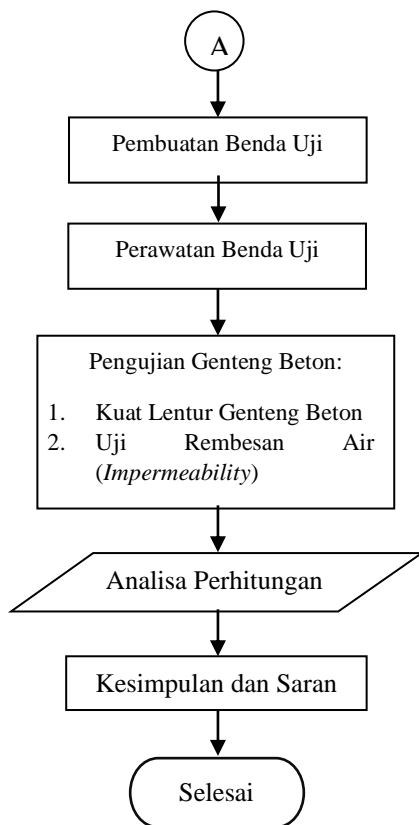 A
Pembuatan Benda Uji
Perawatan Benda Uji
Pengujian Genteng Beton:
1. Kuat Lentur Genteng Beton
2. Uji Rembesan Air
(Impermeability)
Analisa Perhitungan
Kesimpulan dan Saran
Selesai